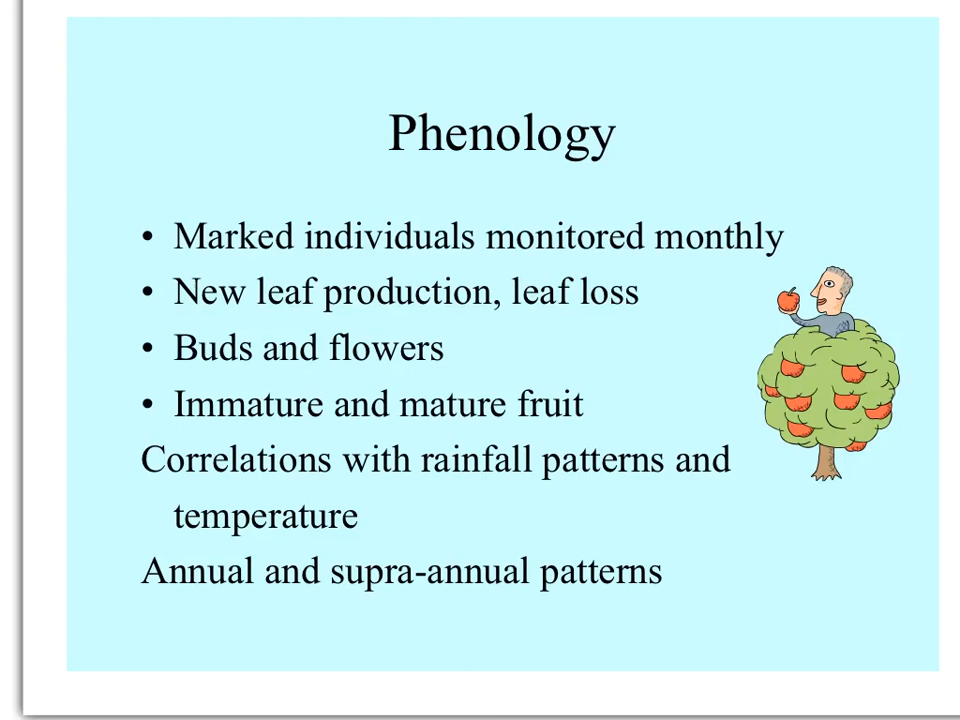 Phenology
• Marked individuals monitored monthly
• New leaf production, leaf loss
• Buds and flowers
• Immature and mature fruit
Correlations with rainfall patterns and
temperature
Annual and supra-annual patterns